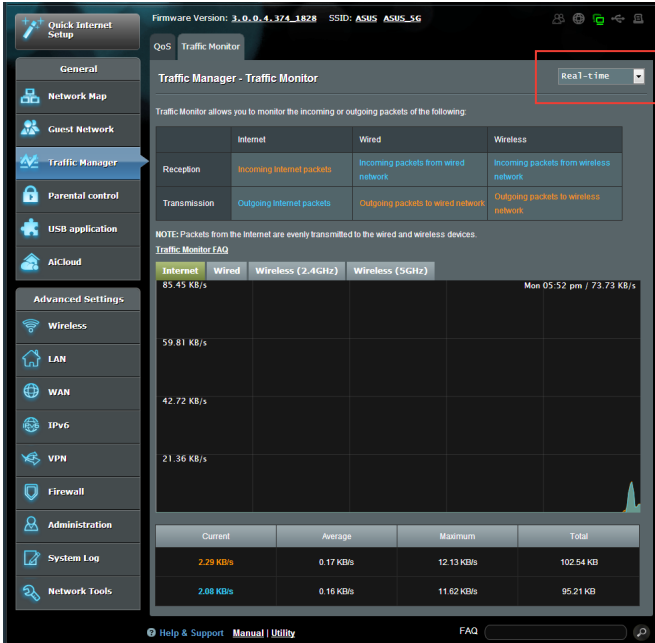 Quick Internet
Setup
Firmware Version: 3.0.0.4.374_1828 SSID: ASUS ASUS_5G
QoS Traffic Monitor
General
Network Map
Guest Network
Traffic Manager
Parental control
USB application
AiCloud
Advanced Settings
Wireless
LAN
WAN
IPv6
VPN
Firewall
Administration
System Log
Network Tools
Traffic Manager - Traffic Monitor
Real-time
Traffic Monitor allows you to monitor the incoming or outgoing packets of the following:
Internet Wired Wireless
Reception Incoming Internet packets Incoming packets from wired network Incoming packets from wireless network
Transmission Outgoing Internet packets Outgoing packets to wired network Outgoing packets to wireless network
NOTE: Packets from the Internet are evenly transmitted to the wired and wireless devices.
Traffic Monitor FAQ
Internet Wired Wireless (2.4GHz) Wireless (5GHz)
85.45 KB/s Mon 05:52 pm / 73.73 KB/s
59.81 KB/s
42.72 KB/s
21.36 KB/s
Current Average Maximum Total
2.29 KB/s 0.17 KB/s 12.13 KB/s 102.54 KB
2.08 KB/s 0.16 KB/s 11.62 KB/s 95.21 KB
Help & Support Manual | Utility FAQ